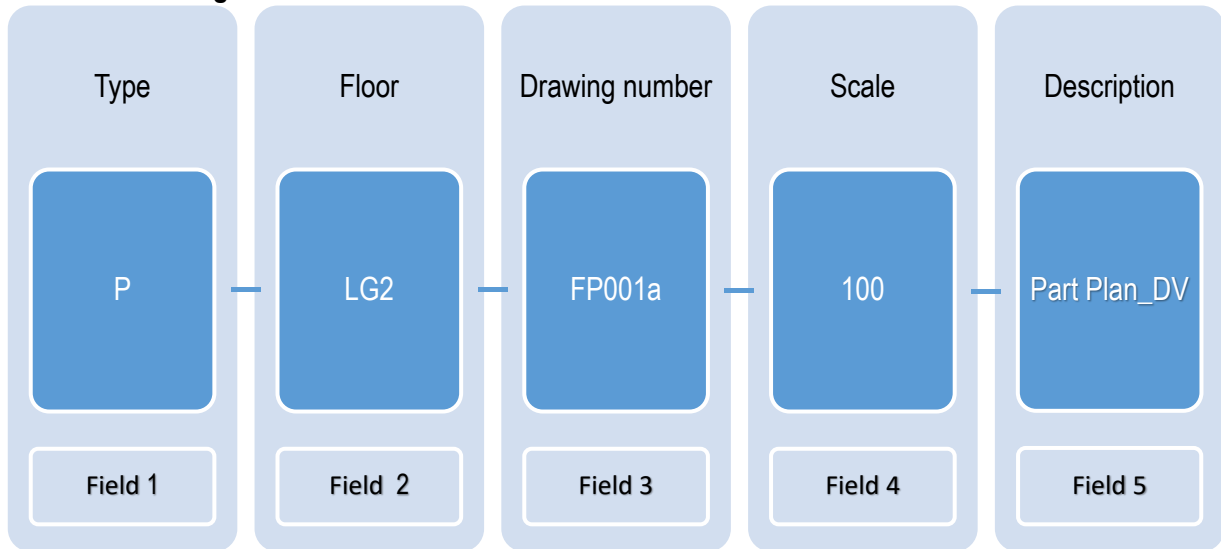 Type Floor Drawing number Scale Description
P – LG2 – FP001a – 100 – Part Plan_DV
Field 1 Field 2 Field 3 Field 4 Field 5